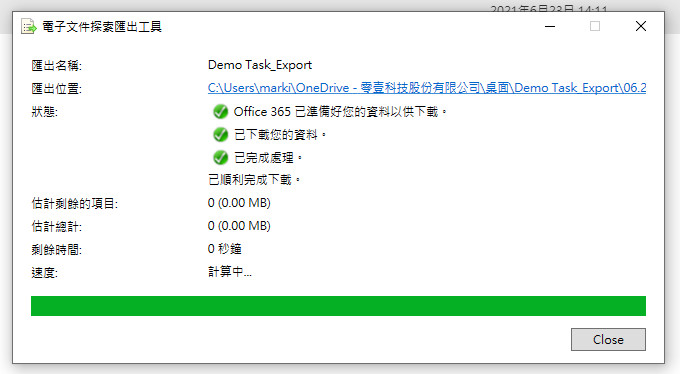 2021年6月23日 14:11
電子文件探索匯出工具
匯出名稱: Demo Task_Export
匯出位置: C:\Users\marki\OneDrive - 零壹科技股份有限公司\桌面\Demo Task_Export\06.2
狀態: Office 365 已準備好您的資料以供下載。
已下載您的資料。
已完成處理。
已順利完成下載。
估計剩餘的項目: 0 (0.00 MB)
估計總計: 0 (0.00 MB)
剩餘時間: 0 秒鐘
速度: 計算中...
Close